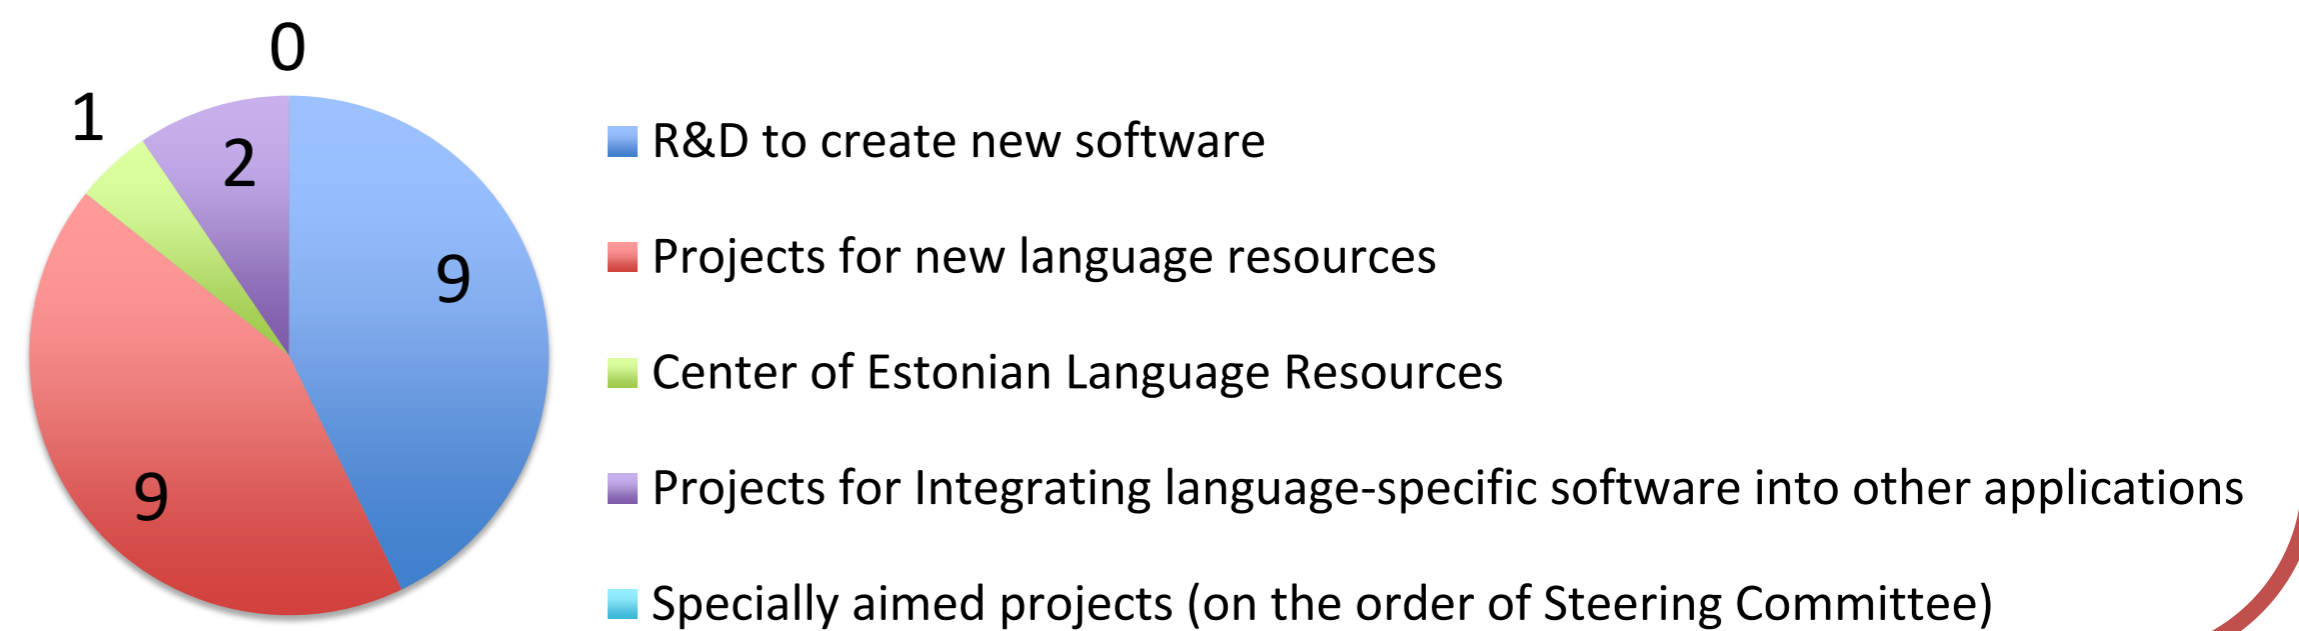 0
1
2
9
9
R&D to create new software
Projects for new language resources
Center of Estonian Language Resources
Projects for Integrating language-specific software into other applications
Specially aimed projects (on the order of Steering Committee)